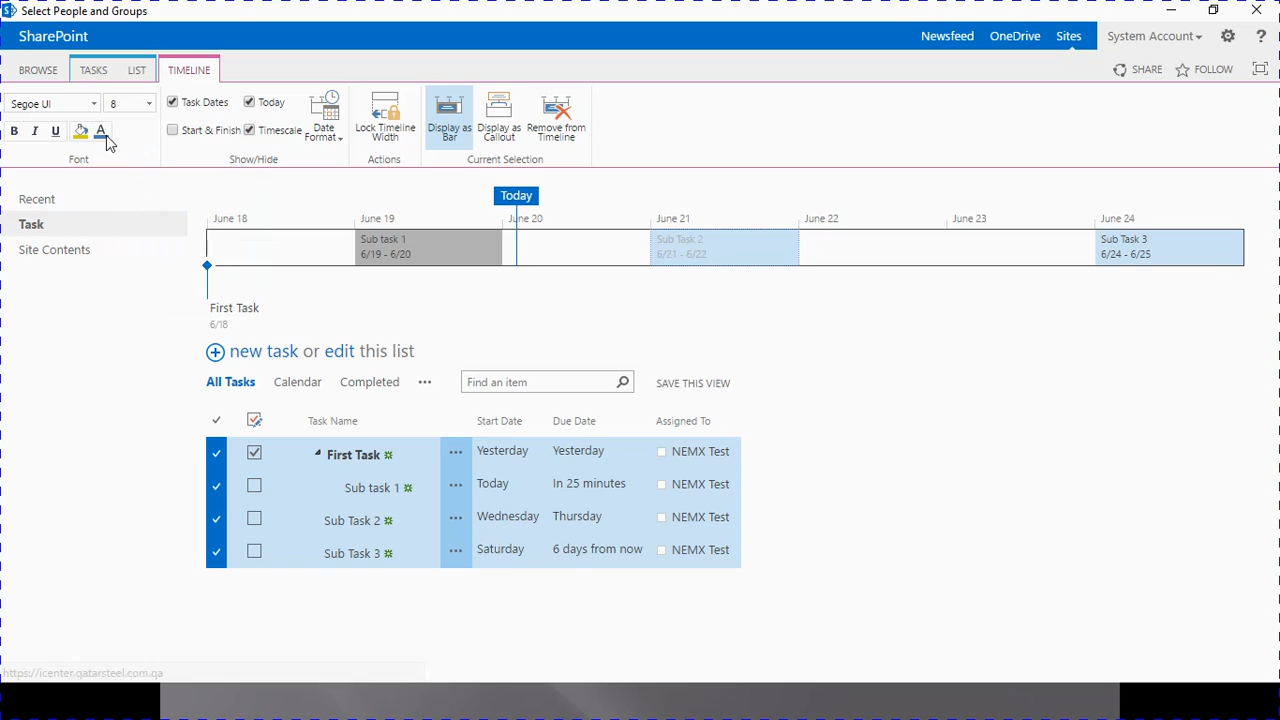 Select People and Groups
SharePoint
Newsfeed OneDrive Sites System Account ?
BROWSE TASKS LIST TIMELINE SHARE FOLLOW
Segoe UI 8
B I U A
Font
Task Dates Today
Start & Finish Timescale
Date Format
Show/Hide
Lock Timeline Width
Actions
Display as Bar
Display as Callout
Remove from Timeline
Current Selection
Recent
Task
Site Contents
Today
June 18 June 19 June 20 June 21 June 22 June 23 June 24
Sub task 1
6/19 - 6/20
Sub Task 2
6/21 - 6/22
Sub Task 3
6/24 - 6/25
First Task
6/18
new task or edit this list
All Tasks Calendar Completed ••• Find an item SAVE THIS VIEW
Task Name Start Date Due Date Assigned To
First Task ••• Yesterday Yesterday NEMX Test
Sub task 1 ••• Today In 25 minutes NEMX Test
Sub Task 2 ••• Wednesday Thursday NEMX Test
Sub Task 3 ••• Saturday 6 days from now NEMX Test
https://icenter.qatarsteel.com.qa